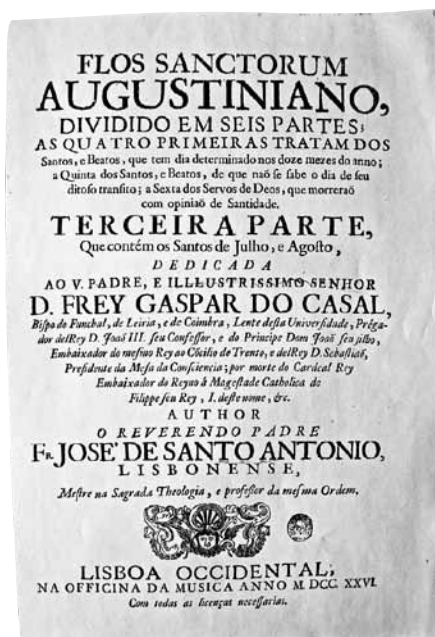 FLOS SANCTORUM
AUGUSTINIANO,
DIVIDIDO EM SEIS PARTES;
AS QUATRO PRIMEIRAS TRATAM DOS
Santos, e Beatos, que tem dia determinado nos doze mezes do anno;
a Quinta dos Santos, e Beatos, de que naõ se sabe o dia de seu
ditoso transito; a Sexta dos Servos de Deos, que morreraõ
com opiniaõ de Santidade.
TERCEIRA PARTE,
Que contém os Santos de Julho, e Agosto,
DEDICADA
AO V. PADRE, E ILLUSTRISSIMO SENHOR
D. FREY GASPAR DO CASAL,
Bispo do Funchal, de Leiria, e de Coimbra, Lente desta Universidade, Préga-
dor delRey D. Joaõ III. seu Confessor, e do Principe Dom Joaõ seu filho,
Embaixador do mesmo Rey ao Cõcilio de Trento, e delRey D. Sebastiaõ,
Presidente da Mesa da Consciencia; por morte do Cardeal Rey
Embaixador do Reyno á Magestade Catholica de
Filippe seu Rey, I. deste nome, &c.
AUTHOR
O REVERENDO PADRE
Fr. JOSE' DE SANTO ANTONIO,
LISBONENSE,
Mestre na Sagrada Theologia, e professor da mesma Ordem.
LISBOA OCCIDENTAL,
NA OFFICINA DA MUSICA ANNO M. DCC. XXVI.
Com todas as licenças necessarias.